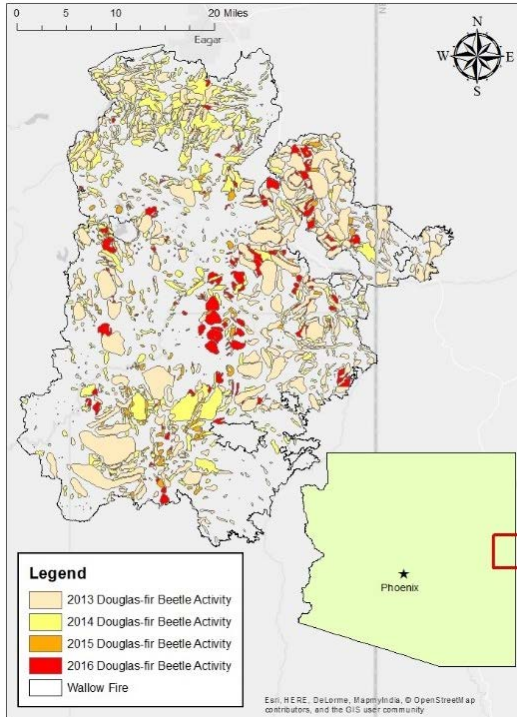 0 5 10 20 Miles
Eagar
N
W E
S
Phoenix
Legend
2013 Douglas-fir Beetle Activity
2014 Douglas-fir Beetle Activity
2015 Douglas-fir Beetle Activity
2016 Douglas-fir Beetle Activity
Wallow Fire
Esri, HERE, DeLorme, MapmyIndia, © OpenStreetMap
contributors, and the GIS user community